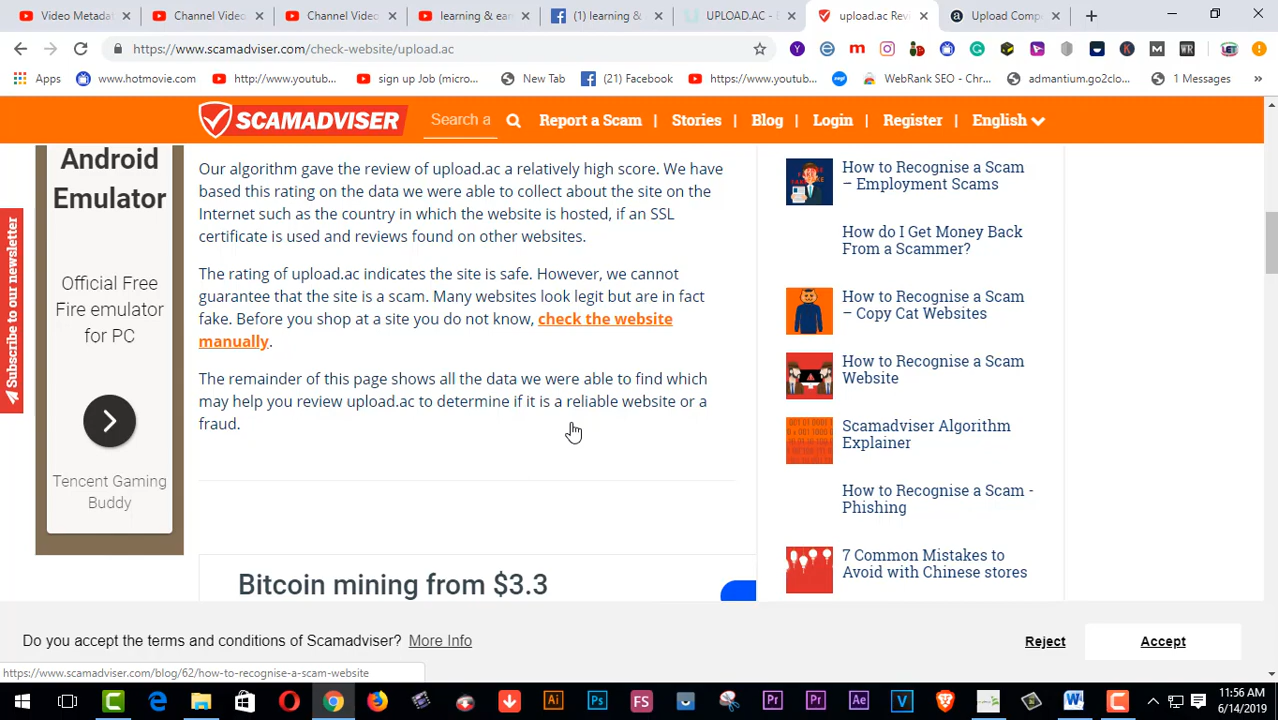 Video Metada
Channel Video
Channel Video
learning & ear
(1) learning &
UPLOAD.AC - 
upload.ac Rev
Upload Comp
https://www.scamadviser.com/check-website/upload.ac
Apps
www.hotmovie.com
http://www.youtub...
sign up Job (micro...
New Tab
(21) Facebook
https://www.youtub...
WebRank SEO - Chr...
admantium.go2clo...
1 Messages
SCAMADVISER
Search a
Report a Scam | Stories | Blog | Login | Register | English
Subscribe to our newsletter
Android
Emulator
Official Free
Fire emulator
for PC
Tencent Gaming
Buddy
Our algorithm gave the review of upload.ac a relatively high score. We have
based this rating on the data we were able to collect about the site on the
Internet such as the country in which the website is hosted, if an SSL
certificate is used and reviews found on other websites.
The rating of upload.ac indicates the site is safe. However, we cannot
guarantee that the site is a scam. Many websites look legit but are in fact
fake. Before you shop at a site you do not know, check the website
manually.
The remainder of this page shows all the data we were able to find which
may help you review upload.ac to determine if it is a reliable website or a
fraud.
Bitcoin mining from $3.3
How to Recognise a Scam
– Employment Scams
How do I Get Money Back
From a Scammer?
How to Recognise a Scam
– Copy Cat Websites
How to Recognise a Scam
Website
Scamadviser Algorithm
Explainer
How to Recognise a Scam -
Phishing
7 Common Mistakes to
Avoid with Chinese stores
Do you accept the terms and conditions of Scamadviser? More Info
Reject
Accept
https://www.scamadviser.com/blog/62/how-to-recognise-a-scam-website
11:56 AM
6/14/2019